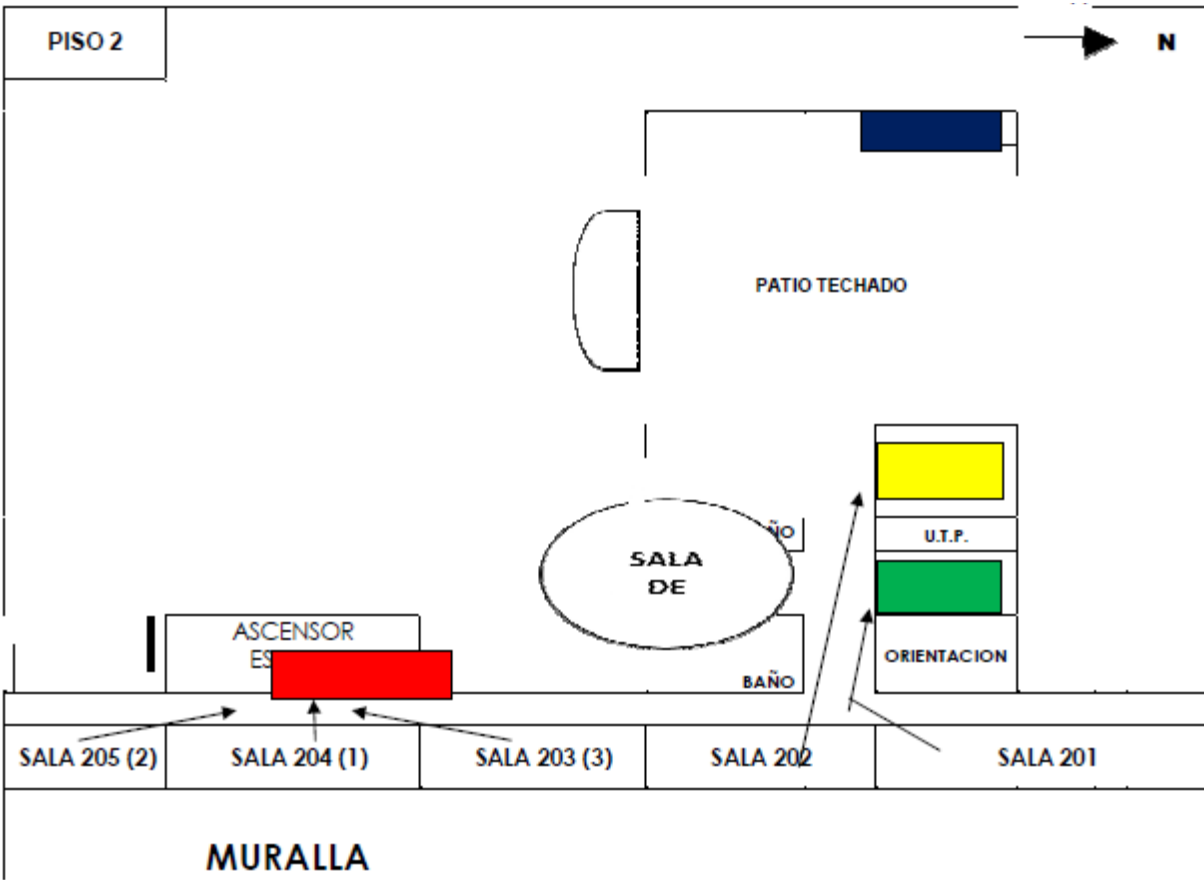 PISO 2
N
PATIO TECHADO
ÑO
U.T.P.
SALA
DE
ASCENSOR
ES
ORIENTACION
BAÑO
SALA 205 (2)
SALA 204 (1)
SALA 203 (3)
SALA 202
SALA 201
MURALLA